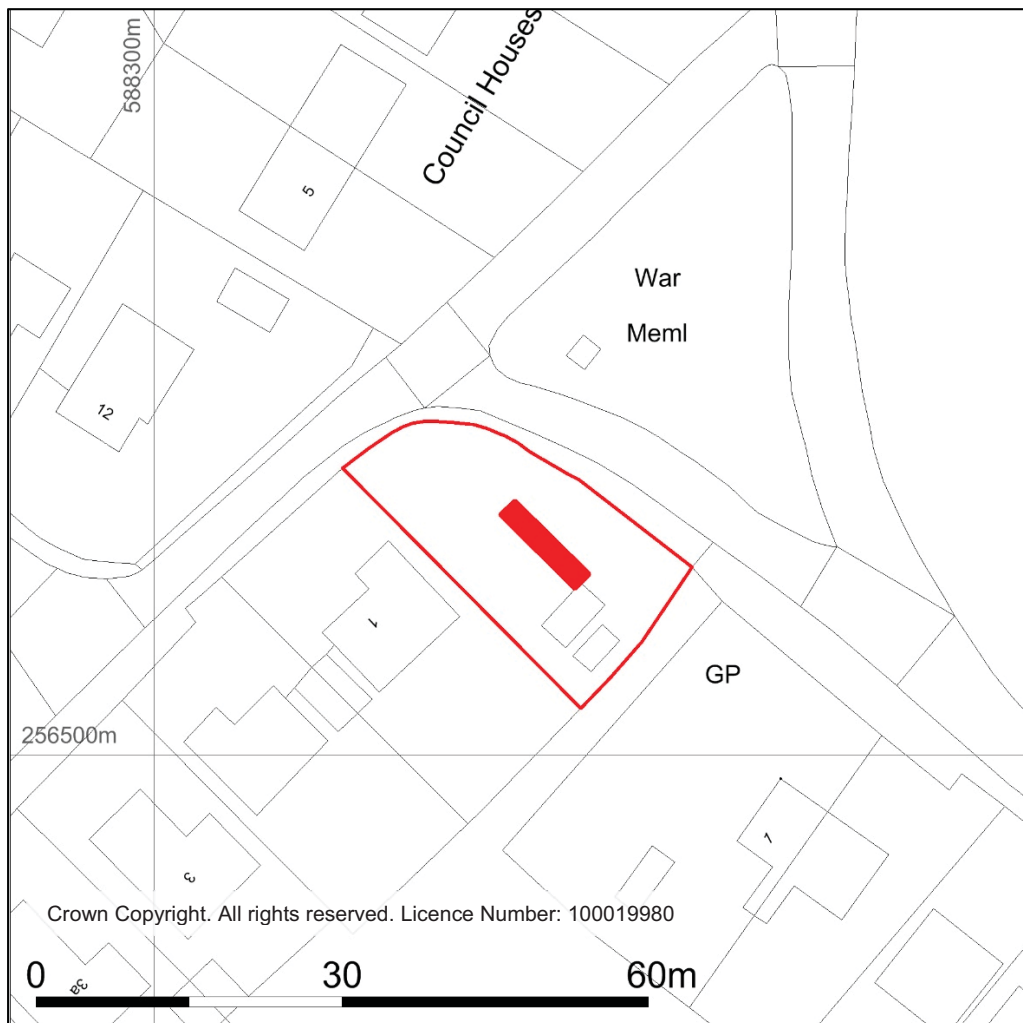 588300m
Council Houses
5
War
Meml
12
1
GP
256500m
1
3
Crown Copyright. All rights reserved. Licence Number: 100019980
3a
0 30 60m